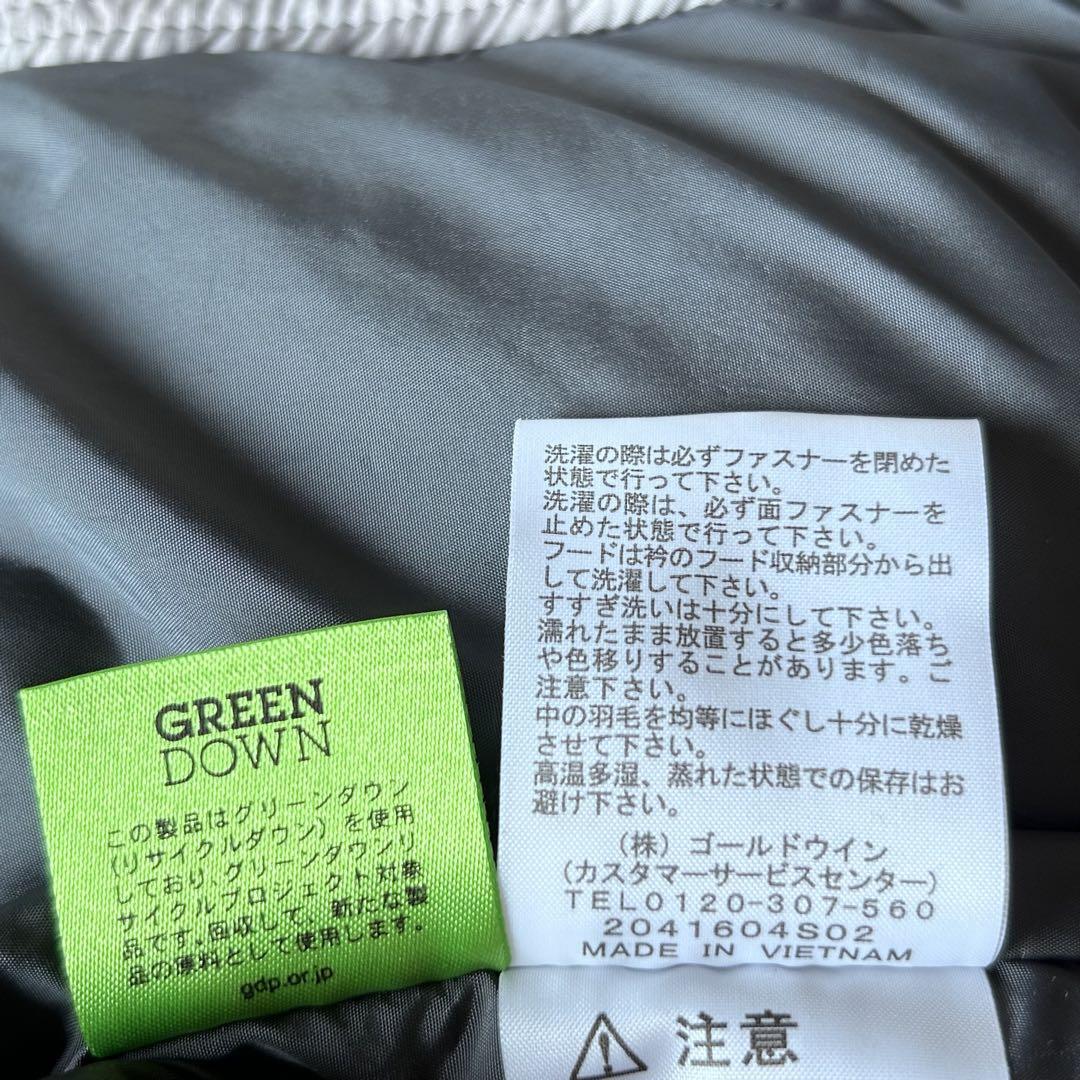 GREEN
DOWN
この製品はグリーンダウン
(リサイクルダウン)を使用
しており、グリーンダウンリ
サイクルプロジェクト対象
品です。回収して、新たな製
品の原料として使用します。
gdp.or.jp
洗濯の際は必ずファスナーを閉めた
状態で行って下さい。
洗濯の際は、必ず面ファスナーを
止めた状態で行って下さい。
フードは衿のフード収納部分から出
して洗濯して下さい。
すすぎ洗いは十分にして下さい。
濡れたまま放置すると多少色落ち
や色移りすることがあります。ご
注意下さい。
中の羽毛を均等にほぐし十分に乾燥
させて下さい。
高温多湿、蒸れた状態での保存はお
避け下さい。
(株)ゴールドウイン
(カスタマーサービスセンター)
TEL0120-307-560
2041604S02
MADE IN VIETNAM
注意